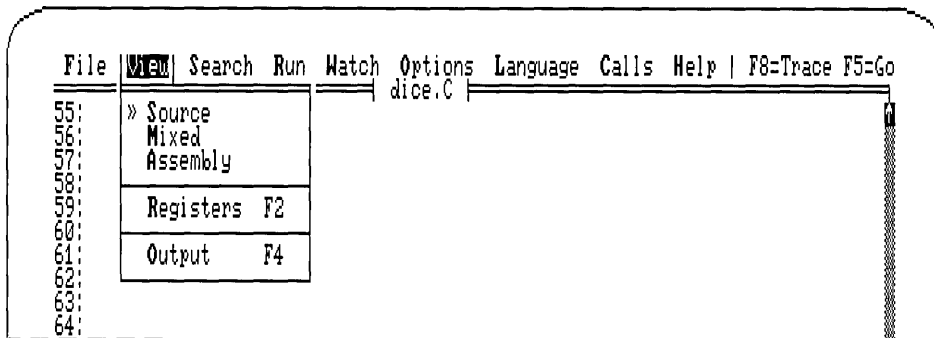 File View Search Run Watch Options Language Calls Help | F8=Trace F5=Go
dice.C
55: » Source
56: Mixed
57: Assembly
58:
59: Registers F2
60:
61: Output F4
62:
63:
64: